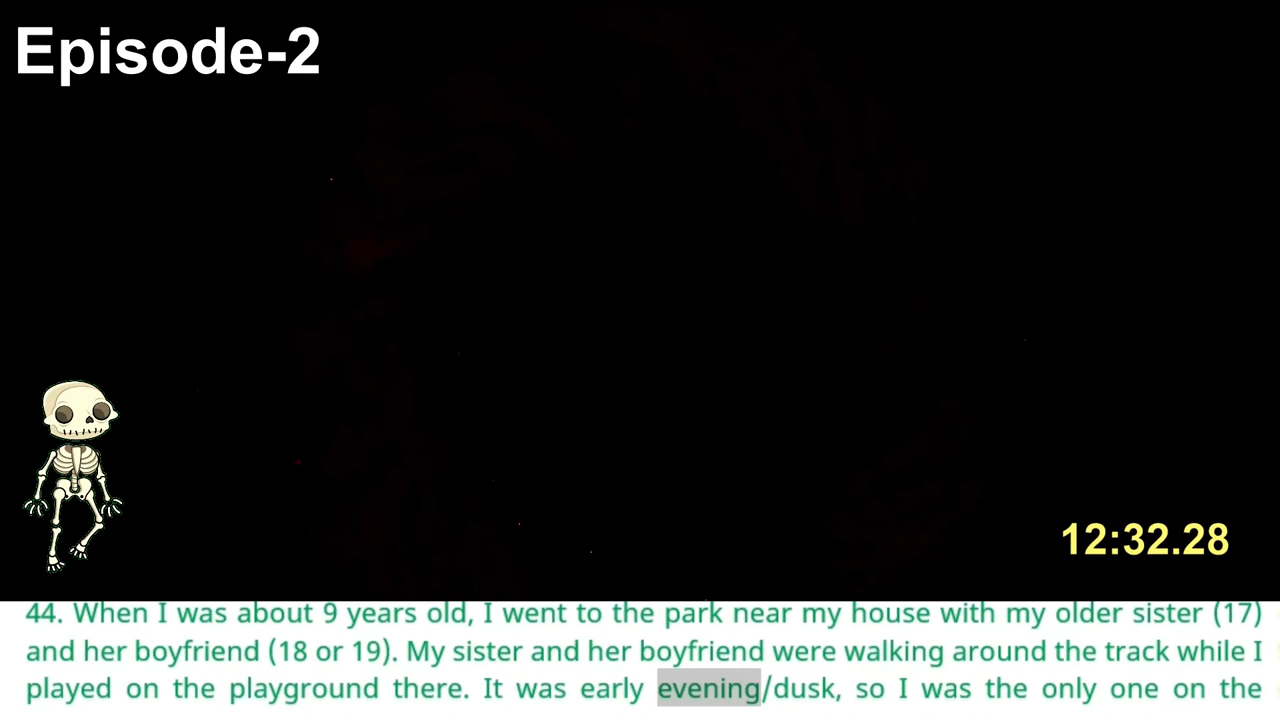 Episode-2
12:32.28
44. When I was about 9 years old, I went to the park near my house with my older sister (17)
and her boyfriend (18 or 19). My sister and her boyfriend were walking around the track while I
played on the playground there. It was early evening/dusk, so I was the only one on the